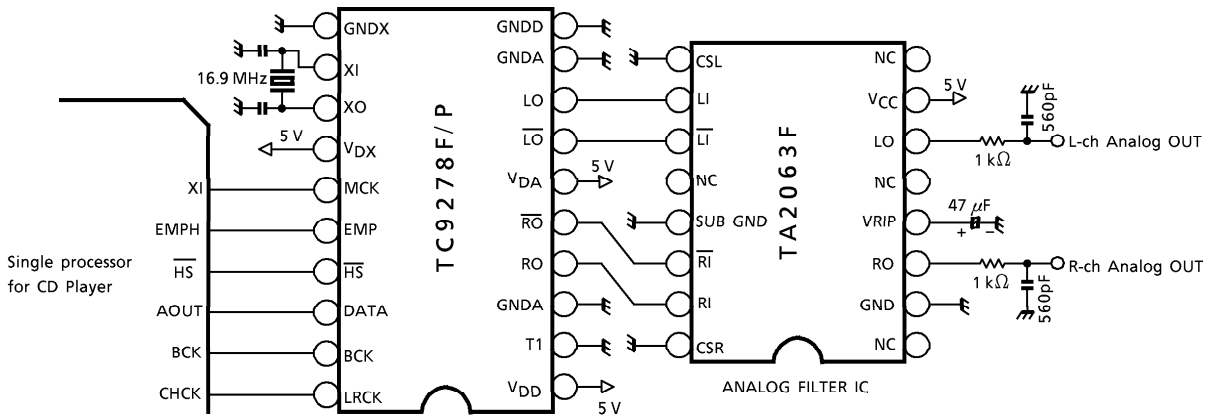 Single processor
for CD Player
XI
EMPH
HS
AOUT
BCK
CHCK
16.9 MHz
5 V
GNDX
XI
XO
VDX
MCK
EMP
HS
DATA
BCK
LRCK
TC9278F/P
GNDD
GNDA
LO
LO
VDA
RO
RO
GNDA
T1
VDD
5 V
5 V
CSL
LI
LI
NC
SUB GND
RI
RI
CSR
TA2063F
NC
VCC
LO
NC
VRIP
RO
GND
NC
ANALOG FILTER IC
5 V
560pF
1 kΩ
L-ch Analog OUT
47 μF
+ −
1 kΩ
560pF
R-ch Analog OUT